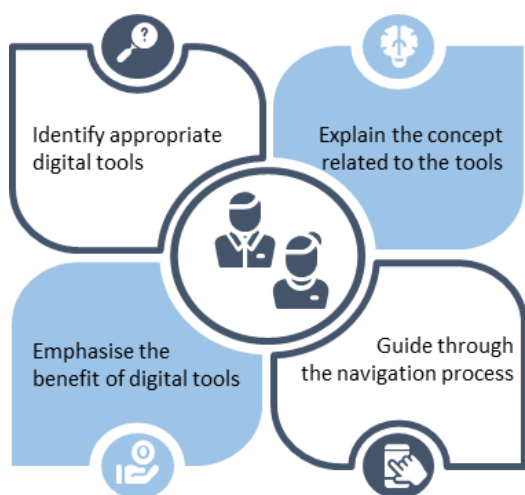 Identify appropriate
digital tools
Explain the concept
related to the tools
Emphasise the
benefit of digital tools
Guide through
the navigation process